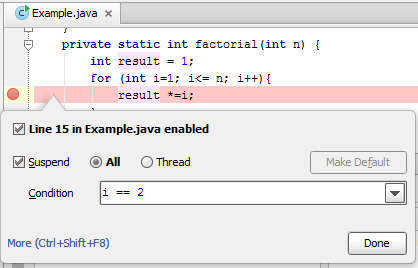 Example.java
}
private static int factorial(int n) {
int result = 1;
for (int i=1; i<= n; i++){
result *=i;
}
Line 15 in Example.java enabled
Suspend All Thread Make Default
Condition i == 2
More (Ctrl+Shift+F8) Done